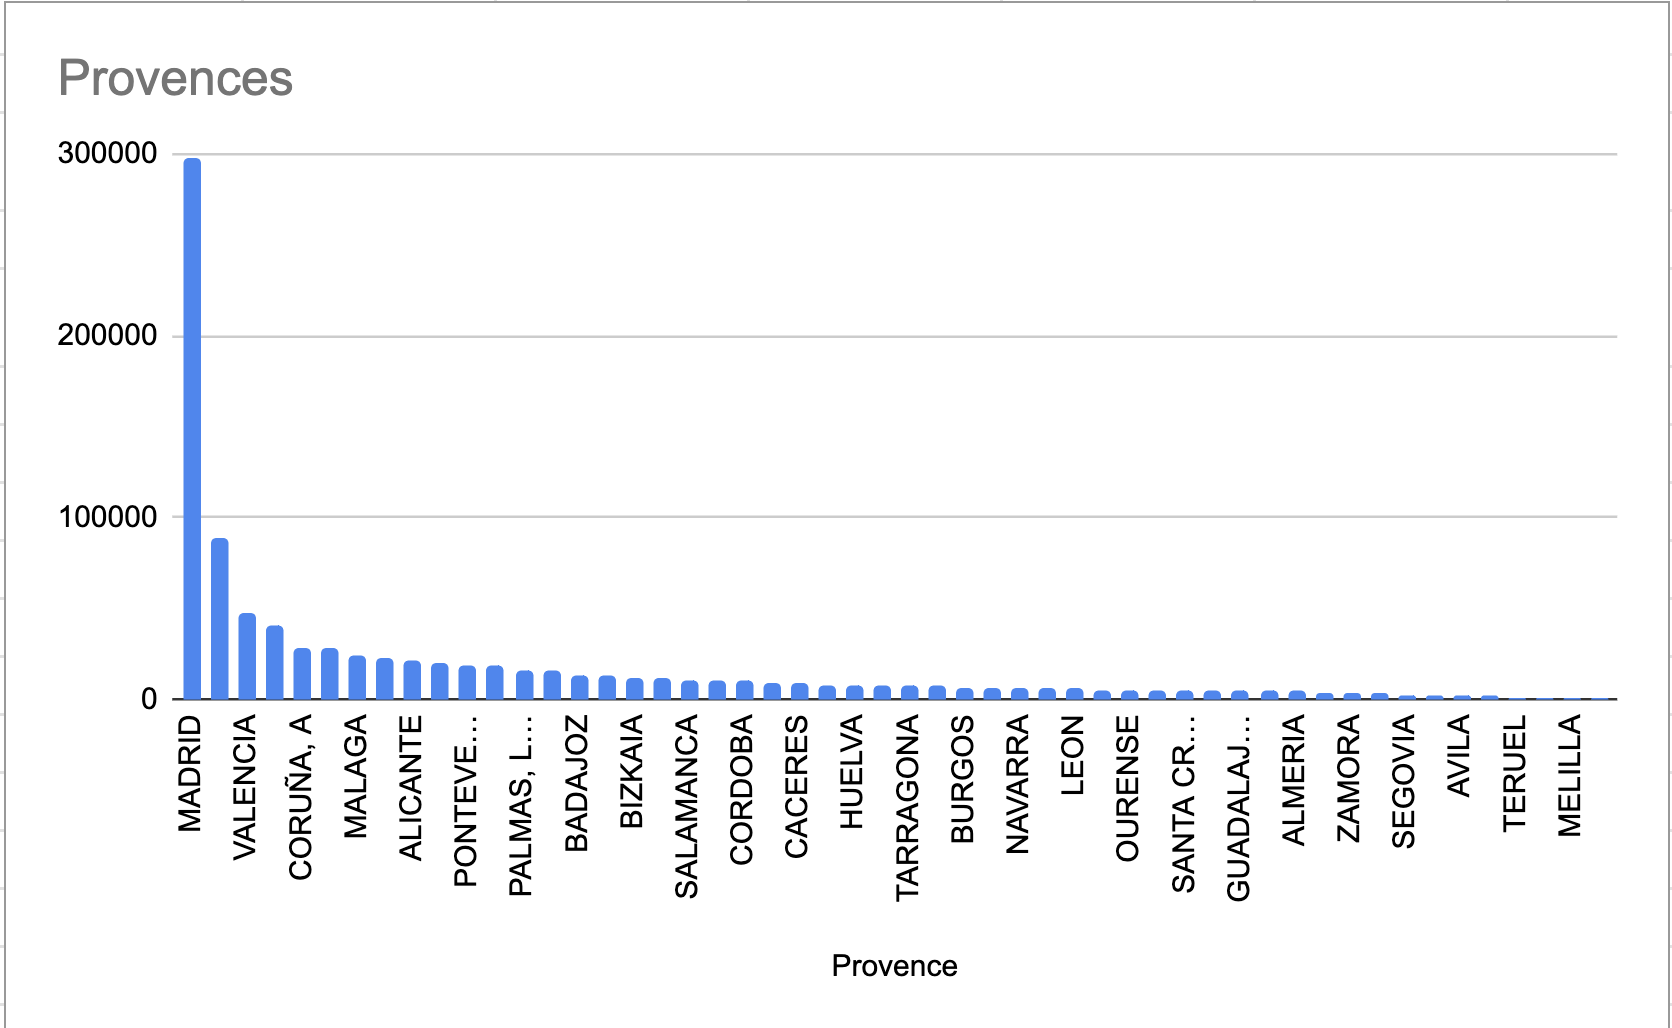 Provences
300000
200000
100000
0
MADRID
VALENCIA
CORUÑA, A
MALAGA
ALICANTE
PONTEVE...
PALMAS, L...
BADAJOZ
BIZKAIA
SALAMANCA
CORDOBA
CACERES
HUELVA
TARRAGONA
BURGOS
NAVARRA
LEON
OURENSE
SANTA CR...
GUADALAJ...
ALMERIA
ZAMORA
SEGOVIA
AVILA
TERUEL
MELILLA
Provence